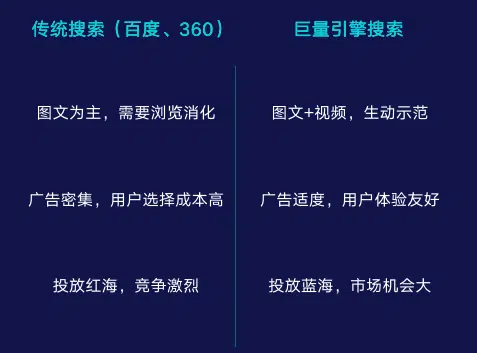 传统搜索（百度、360） 巨量引擎搜索
图文为主，需要浏览消化 图文+视频，生动示范
广告密集，用户选择成本高 广告适度，用户体验友好
投放红海，竞争激烈 投放蓝海，市场机会大